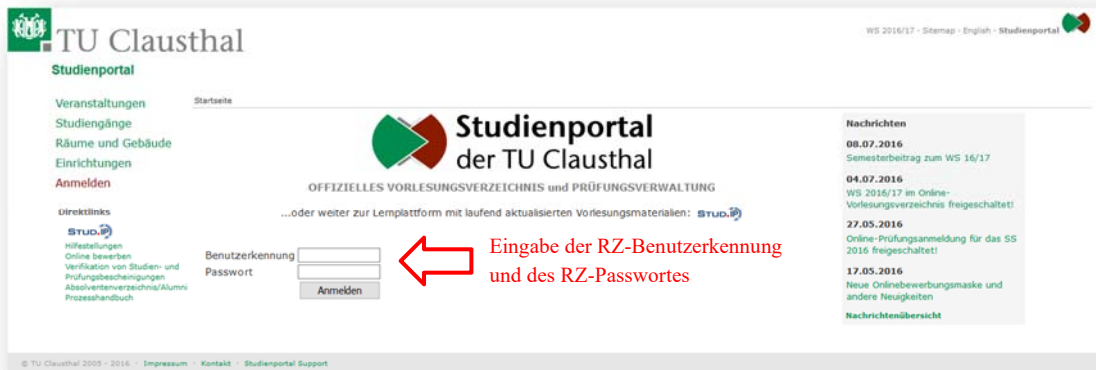 TU Clausthal
WS 2016/17 - Sitemap - English - Studienportal
Studienportal
Veranstaltungen
Studiengänge
Räume und Gebäude
Einrichtungen
Anmelden
Direktlinks
STUD.IP
Hilfestellungen
Online bewerben
Verifikation von Studien- und
Prüfungsbescheinigungen
Absolventenverzeichnis/Alumni
Prozesshandbuch
Startseite
Studienportal
der TU Clausthal
OFFIZIELLES VORLESUNGSVERZEICHNIS und PRÜFUNGSVERWALTUNG
...oder weiter zur Lernplattform mit laufend aktualisierten Vorlesungsmaterialien: STUD.IP
Benutzerkennung
Passwort
Anmelden
Eingabe der RZ-Benutzerkennung
und des RZ-Passwortes
Nachrichten
08.07.2016
Semesterbeitrag zum WS 16/17
04.07.2016
WS 2016/17 im Online-
Vorlesungsverzeichnis freigeschaltet!
27.05.2016
Online-Prüfungsanmeldung für das SS
2016 freigeschaltet!
17.05.2016
Neue Onlinebewerbungsmaske und
andere Neuigkeiten
Nachrichtenübersicht
© TU Clausthal 2005 - 2016 · Impressum · Kontakt · Studienportal Support